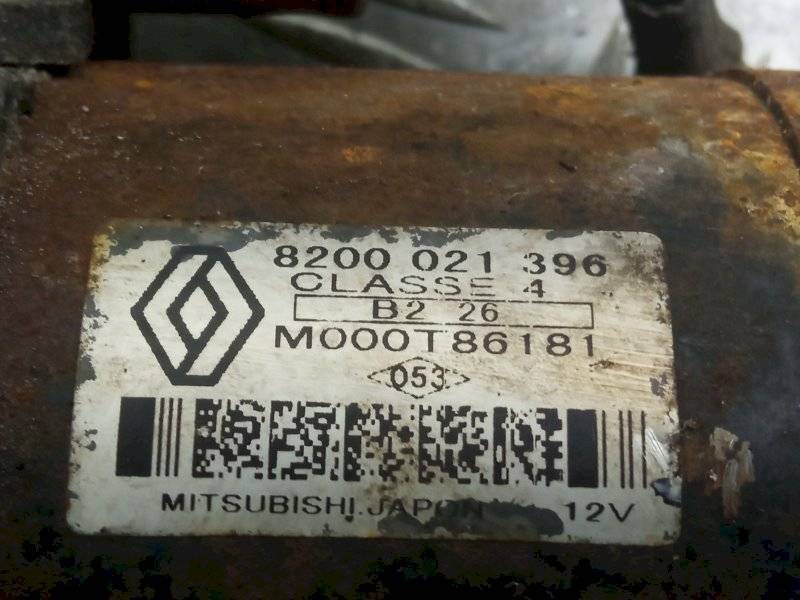 8200 021 396
CLASSE 4
B2 26
M000T86181
053
MITSUBISHI.JAPON
12V